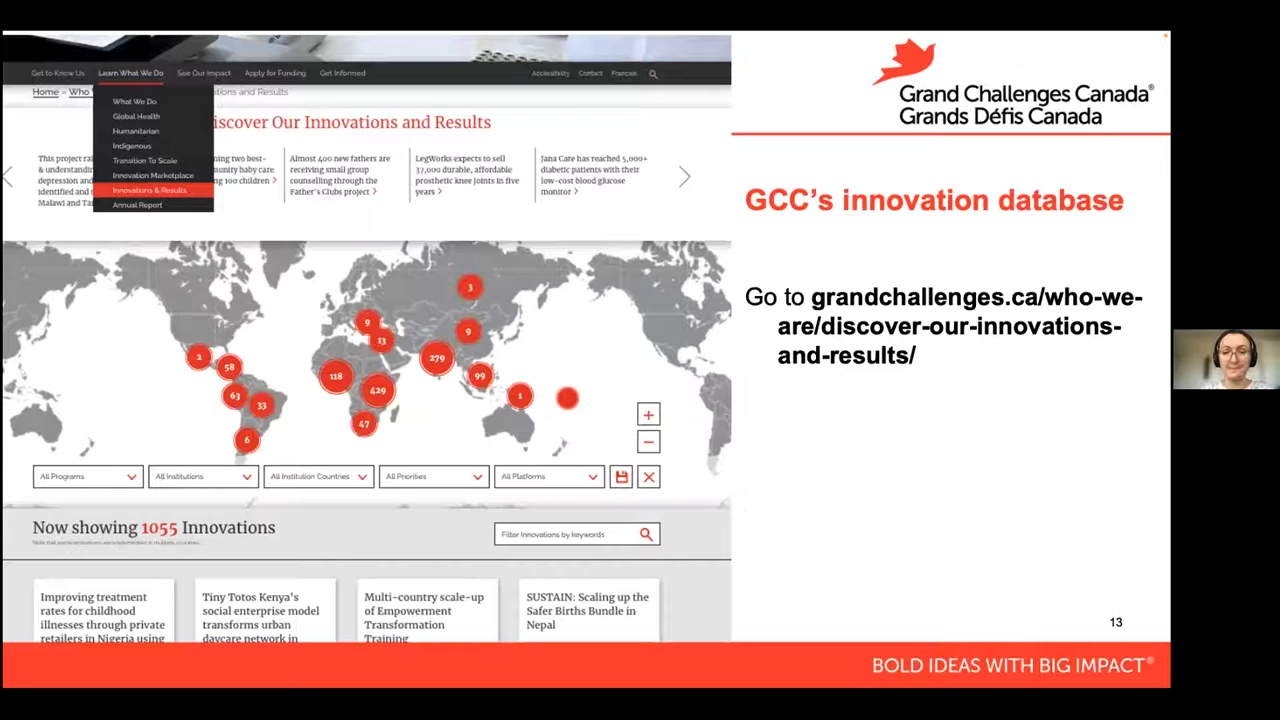 Get to Know Us Learn What We Do See Our Impact Apply for Funding Get Informed Accessibility Contact Français
Home » Who
tions and Results
What We Do
Global Health
Humanitarian
Indigenous
Transition To Scale
Innovation Marketplace
Innovations & Results
Annual Report
iscover Our Innovations and Results
This project rai
& understanding
depression and
identified and
Malawi and Tan
ning two best-
munity baby care
ng 100 children >
Almost 400 new fathers are
receiving small group
counseling through the
Father's Clubs project >
LegWorks expects to sell
37,000 durable, affordable
prosthetic knee joints in five
years >
Jana Care has reached 5,000+
diabetic patients with their
low-cost blood glucose
monitor >
3
9
13
9
2
58
118
279
99
63
33
429
1
47
6
+
−
All Programs
All Institutions
All Institution Countries
All Priorities
All Platforms
Now showing 1055 Innovations
Filter Innovations by keywords
Improving treatment
rates for childhood
illnesses through private
retailers in Nigeria using
Tiny Totos Kenya's
social enterprise model
transforms urban
daycare network in
Multi-country scale-up
of Empowerment
Transformation
Training
SUSTAIN: Scaling up the
Safer Births Bundle in
Nepal
Grand Challenges Canada®
Grands Défis Canada
GCC's innovation database
Go to grandchallenges.ca/who-we-
are/discover-our-innovations-
and-results/
13
BOLD IDEAS WITH BIG IMPACT®